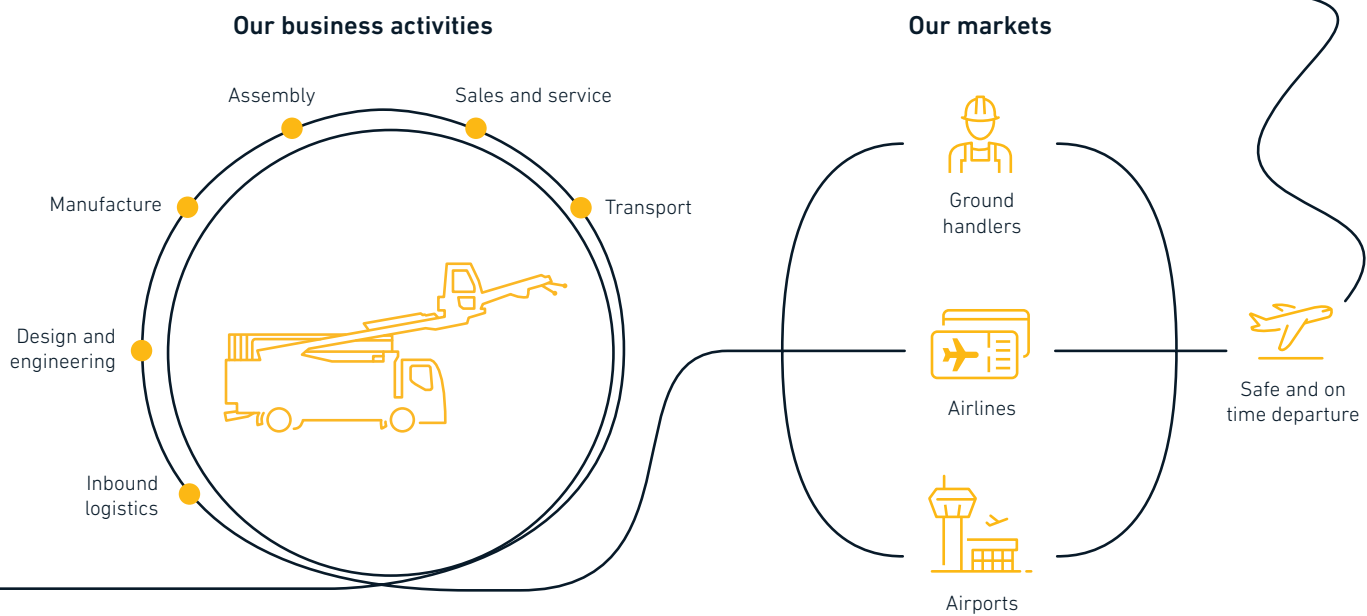 Our business activities
Our markets
Assembly
Sales and service
Manufacture
Transport
Ground
handlers
Design and
engineering
Airlines
Safe and on
time departure
Inbound
logistics
Airports